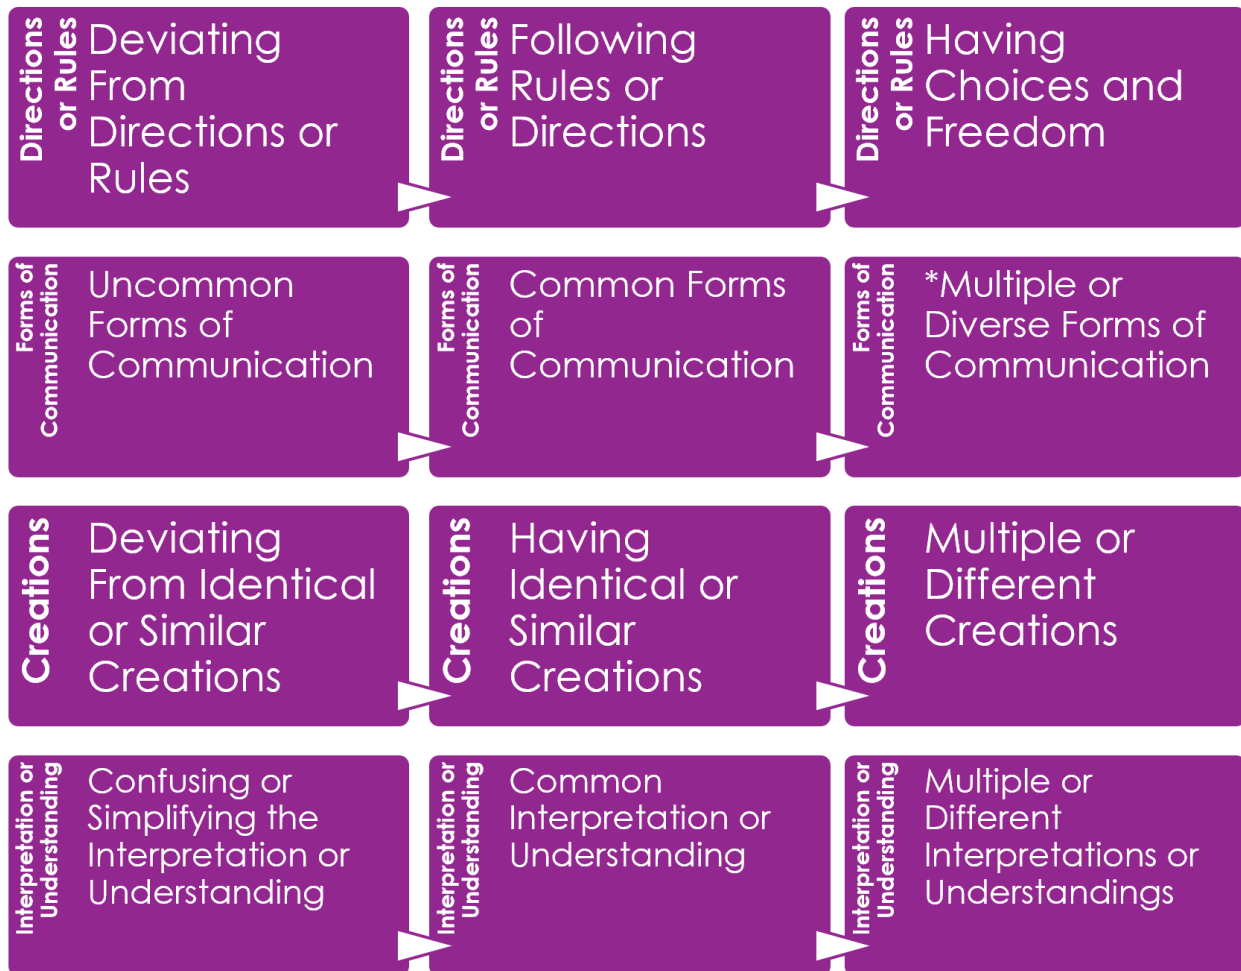 Directions
or Rules
Deviating
From
Directions or
Rules
Directions
or Rules
Following
Rules or
Directions
Directions
or Rules
Having
Choices and
Freedom
Forms of
Communication
Uncommon
Forms of
Communication
Forms of
Communication
Common Forms
of
Communication
Forms of
Communication
*Multiple or
Diverse Forms of
Communication
Creations
Deviating
From Identical
or Similar
Creations
Creations
Having
Identical or
Similar
Creations
Creations
Multiple or
Different
Creations
Interpretation or
Understanding
Confusing or
Simplifying the
Interpretation or
Understanding
Interpretation or
Understanding
Common
Interpretation or
Understanding
Interpretation or
Understanding
Multiple or
Different
Interpretations or
Understandings